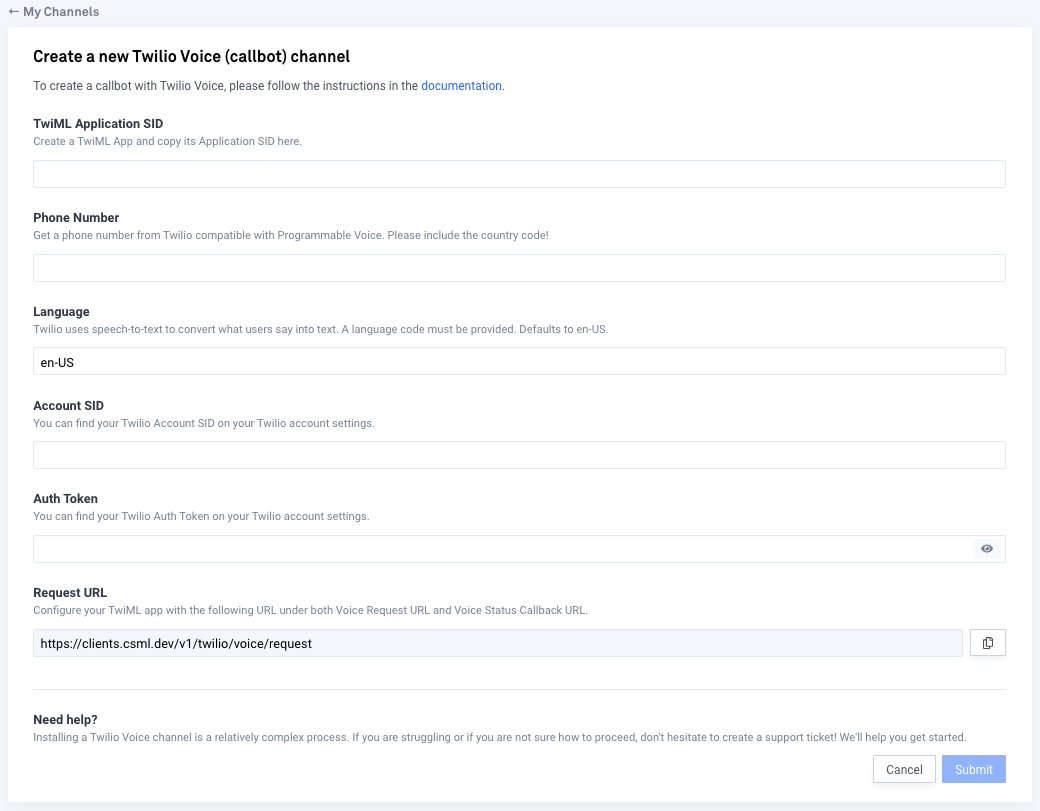 ← My Channels
Create a new Twilio Voice (callbot) channel
To create a callbot with Twilio Voice, please follow the instructions in the documentation.
TwiML Application SID
Create a TwiML App and copy its Application SID here.
Phone Number
Get a phone number from Twilio compatible with Programmable Voice. Please include the country code!
Language
Twilio uses speech-to-text to convert what users say into text. A language code must be provided. Defaults to en-US.
en-US
Account SID
You can find your Twilio Account SID on your Twilio account settings.
Auth Token
You can find your Twilio Auth Token on your Twilio account settings.
Request URL
Configure your TwiML app with the following URL under both Voice Request URL and Voice Status Callback URL.
https://clients.csml.dev/v1/twilio/voice/request
Need help?
Installing a Twilio Voice channel is a relatively complex process. If you are struggling or if you are not sure how to proceed, don't hesitate to create a support ticket! We'll help you get started.
Cancel Submit